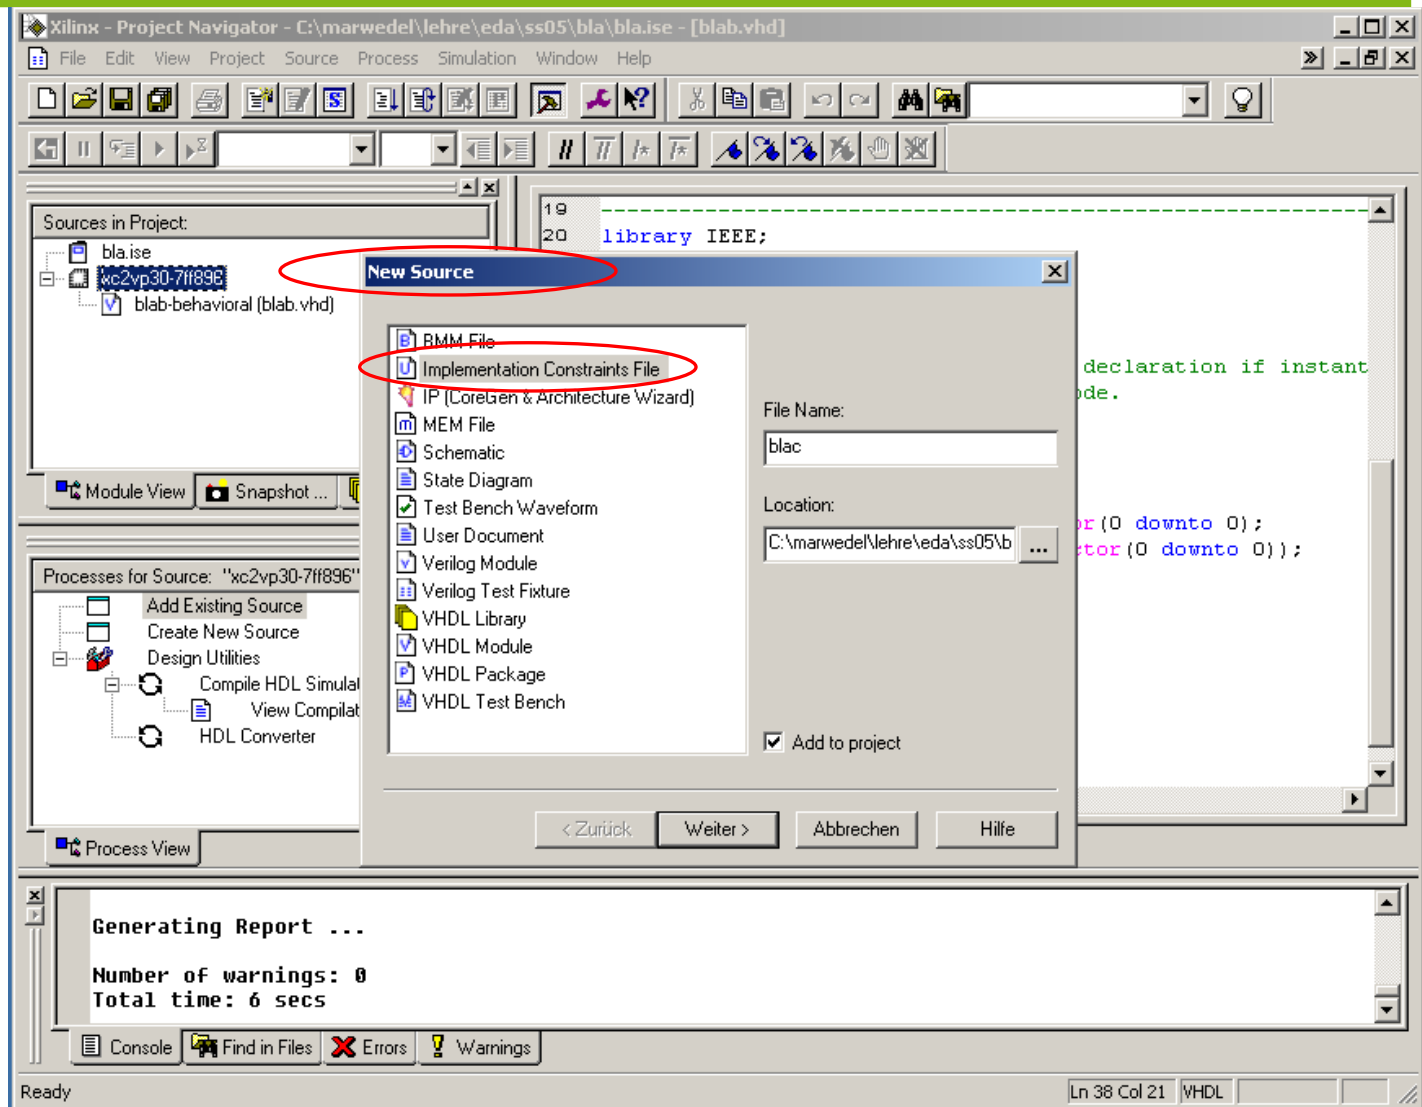 Xilinx - Project Navigator - C:\marwedel\lehre\eda\ss05\bla\bla.ise - [blab.vhd]
File Edit View Project Source Process Simulation Window Help
Sources in Project:
bla.ise
xc2vp30-7ff896
blab-behavioral (blab.vhd)
Module View
Snapshot ...
19
20 library IEEE;
declaration if instant
ode.
or(0 downto 0);
ctor(0 downto 0));
New Source
BMM File
Implementation Constraints File
IP (CoreGen & Architecture Wizard)
MEM File
Schematic
State Diagram
Test Bench Waveform
User Document
Verilog Module
Verilog Test Fixture
VHDL Library
VHDL Module
VHDL Package
VHDL Test Bench
File Name:
blac
Location:
C:\marwedel\lehre\eda\ss05\b
...
Add to project
< Zurück
Weiter >
Abbrechen
Hilfe
Processes for Source: "xc2vp30-7ff896"
Add Existing Source
Create New Source
Design Utilities
Compile HDL Simulat
View Compilat
HDL Converter
Process View
Generating Report ...
Number of warnings: 0
Total time: 6 secs
Console
Find in Files
Errors
Warnings
Ready
Ln 38 Col 21
VHDL